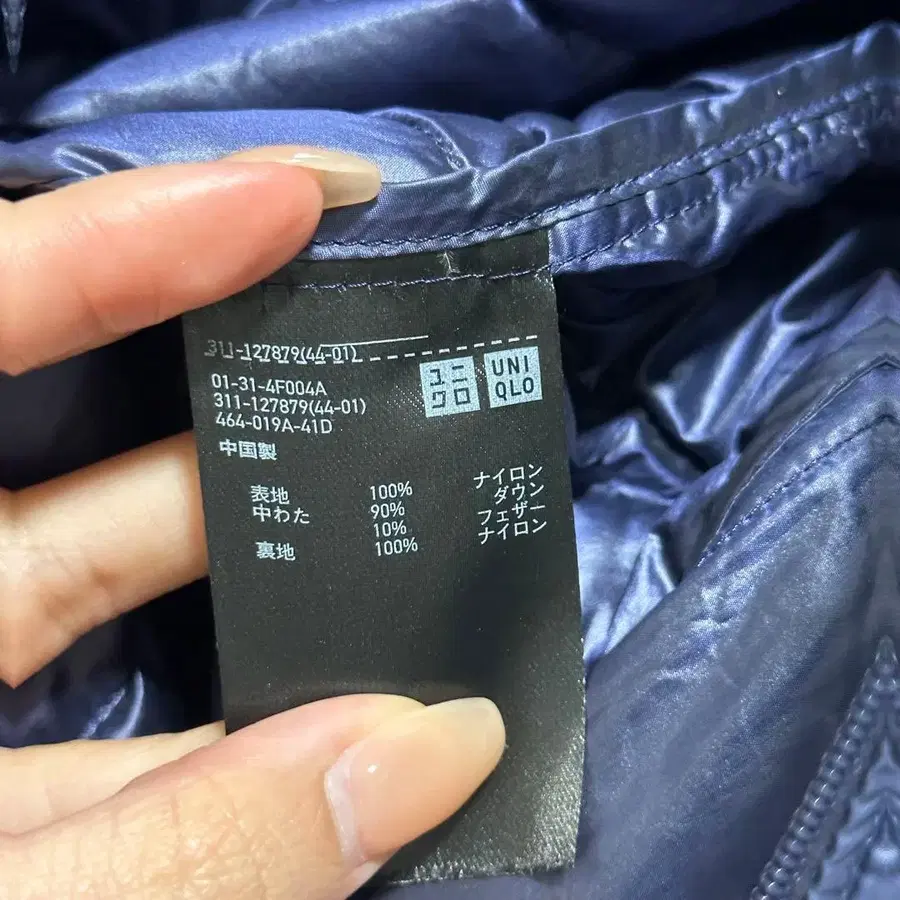 311-127879(44-01)
ユニクロ
UNIQLO
01-31-4F004A
311-127879(44-01)
464-019A-41D
中国製
表地 100% ナイロン
中わた 90% ダウン
10% フェザー
裏地 100% ナイロン